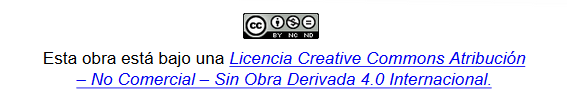 cc BY NC ND
Esta obra está bajo una Licencia Creative Commons Atribución
– No Comercial – Sin Obra Derivada 4.0 Internacional.